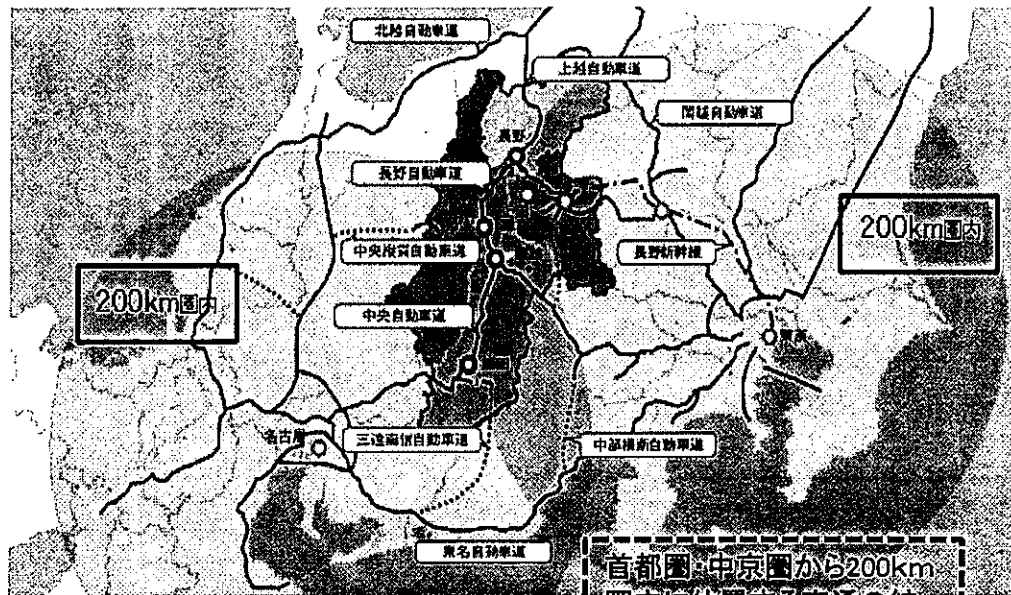 北陸自動車道
上越自動車道
関越自動車道
長野
長野自動車道
200km圏内
中央縦貫自動車道
長野新幹線
200km圏内
中央自動車道
東京
名古屋
三遠南信自動車道
中部横断自動車道
東名自動車道
首都圏・中京圏から200km